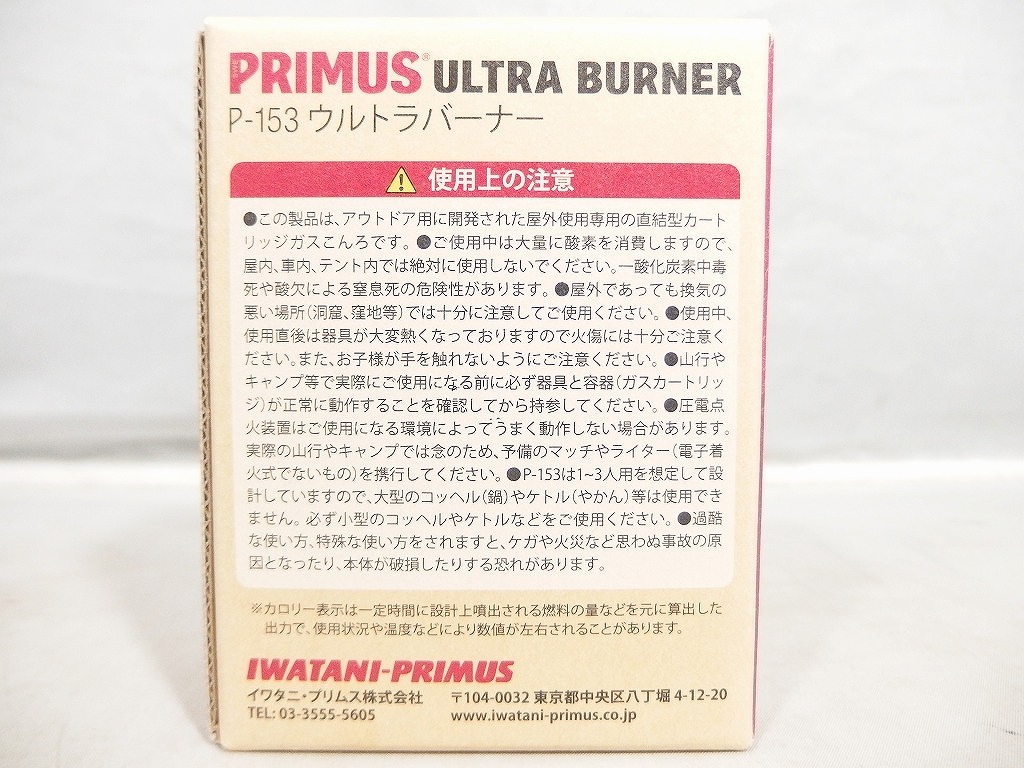 PRIMUS® ULTRA BURNER
P-153 ウルトラバーナー
使用上の注意
●この製品は、アウトドア用に開発された屋外使用専用の直結型カート
リッジガスこんろです。●ご使用中は大量に酸素を消費しますので、
屋内、車内、テント内では絶対に使用しないでください。一酸化炭素中毒
死や酸欠による窒息死の危険性があります。●屋外であっても換気の
悪い場所(洞窟、窪地等)では十分に注意してご使用ください。●使用中、
使用直後は器具が大変熱くなっておりますので火傷には十分ご注意く
ださい。また、お子様が手を触れないようにご注意ください。●山行や
キャンプ等で実際にご使用になる前に必ず器具と容器(ガスカートリッ
ジ)が正常に動作することを確認してから持参してください。●圧電点
火装置はご使用になる環境によってうまく動作しない場合があります。
実際の山行やキャンプでは念のため、予備のマッチやライター(電子着
火式でないもの)を携行してください。●P-153は1~3人用を想定して設
計していますので、大型のコッヘル(鍋)やケトル(やかん)等は使用でき
ません。必ず小型のコッヘルやケトルなどをご使用ください。●過酷
な使い方、特殊な使い方をされますと、ケガや火災など思わぬ事故の原
因となったり、本体が破損したりする恐れがあります。
※カロリー表示は一定時間に設計上噴出される燃料の量などを元に算出した
出力で、使用状況や温度などにより数値が左右されることがあります。
IWATANI-PRIMUS
イワタニ・プリムス株式会社 〒104-0032 東京都中央区八丁堀 4-12-20
TEL: 03-3555-5605 www.iwatani-primus.co.jp